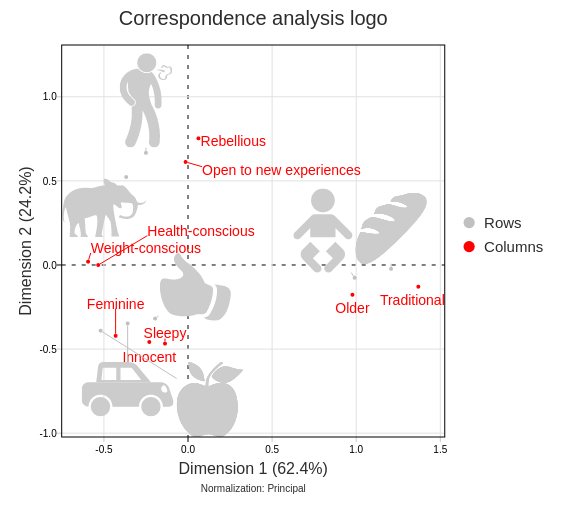 Correspondence analysis logo
Dimension 2 (24.2%)
1.0
0.5
0.0
-0.5
-1.0
Rebellious
Open to new experiences
Health-conscious
Weight-conscious
Feminine
Sleepy
Innocent
Older
Traditional
Rows
Columns
-0.5
0.0
0.5
1.0
1.5
Dimension 1 (62.4%)
Normalization: Principal